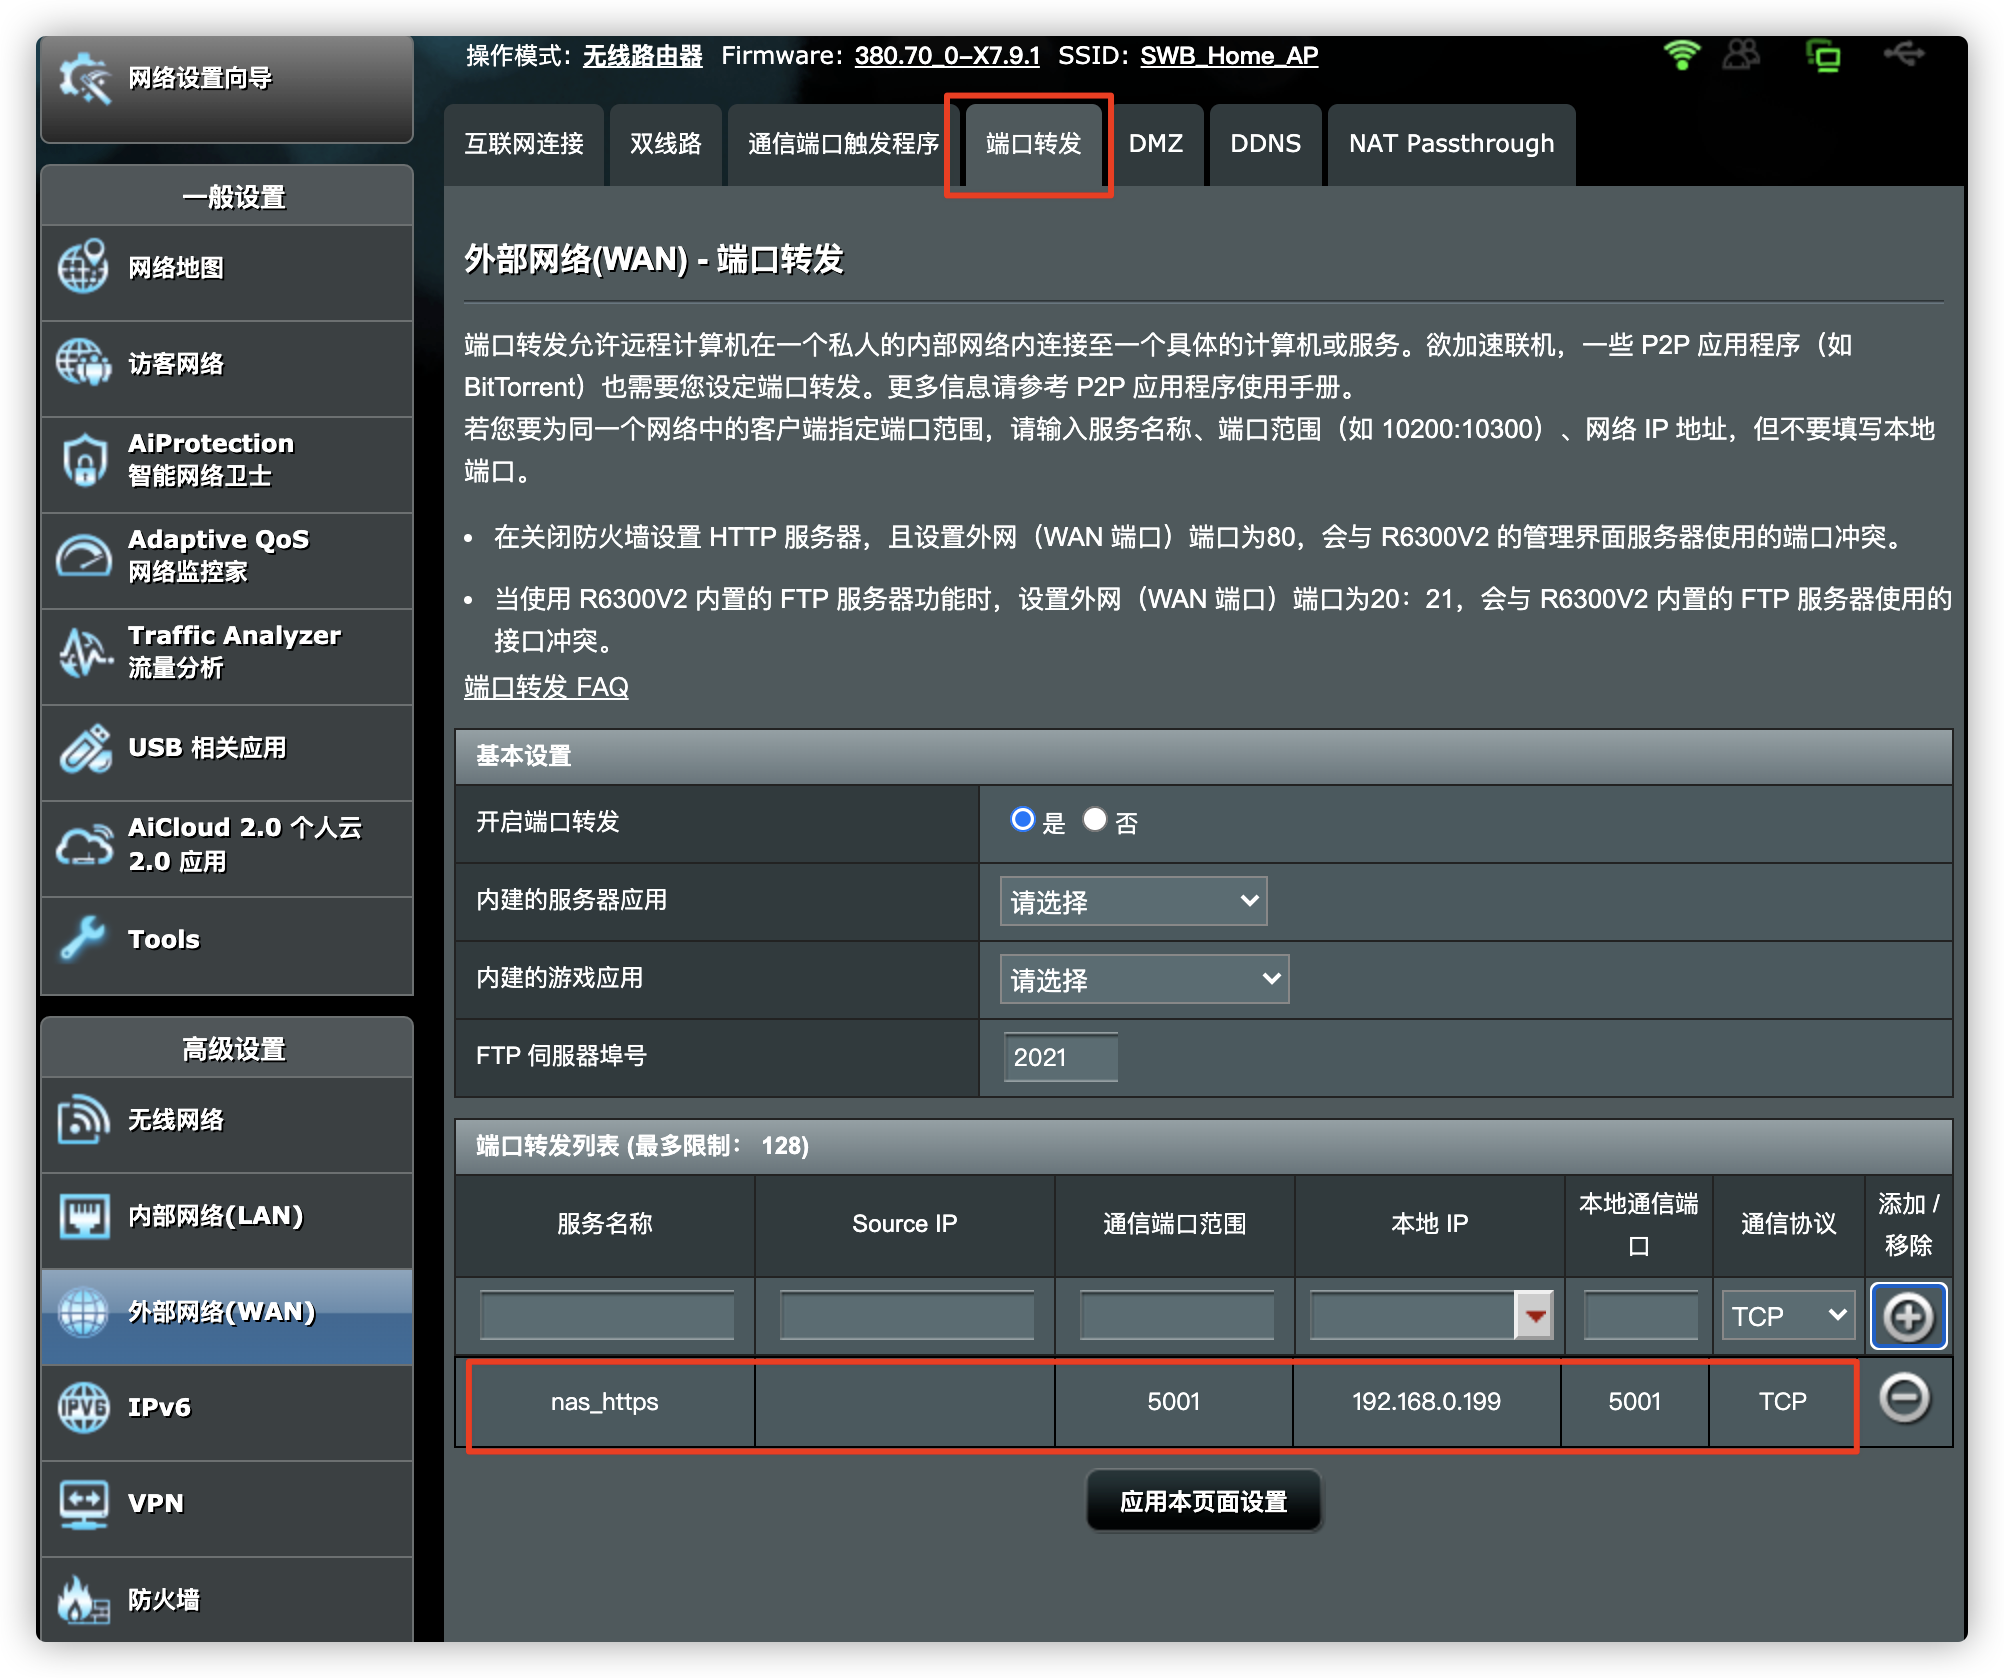 操作模式：无线路由器 Firmware: 380.70_0-X7.9.1 SSID: SWB_Home_AP
网络设置向导
一般设置
网络地图
访客网络
AiProtection
智能网络卫士
Adaptive QoS
网络监控家
Traffic Analyzer
流量分析
USB 相关应用
AiCloud 2.0 个人云
2.0 应用
Tools
高级设置
无线网络
内部网络(LAN)
外部网络(WAN)
IPv6
VPN
防火墙
互联网连接 双线路 通信端口触发程序 端口转发 DMZ DDNS NAT Passthrough
外部网络(WAN) - 端口转发
端口转发允许远程计算机在一个私人的内部网络内连接至一个具体的计算机或服务。欲加速联机，一些 P2P 应用程序（如
BitTorrent）也需要您设定端口转发。更多信息请参考 P2P 应用程序使用手册。
若您要为同一个网络中的客户端指定端口范围，请输入服务名称、端口范围（如 10200:10300）、网络 IP 地址，但不要填写本地
端口。
• 在关闭防火墙设置 HTTP 服务器，且设置外网（WAN 端口）端口为80，会与 R6300V2 的管理界面服务器使用的端口冲突。
• 当使用 R6300V2 内置的 FTP 服务器功能时，设置外网（WAN 端口）端口为20：21，会与 R6300V2 内置的 FTP 服务器使用的
接口冲突。
端口转发 FAQ
基本设置
开启端口转发 是 否
内建的服务器应用 请选择
内建的游戏应用 请选择
FTP 伺服器埠号 2021
端口转发列表 (最多限制： 128)
服务名称 Source IP 通信端口范围 本地 IP 本地通信端口 通信协议 添加 / 移除
TCP
nas_https 5001 192.168.0.199 5001 TCP
应用本页面设置